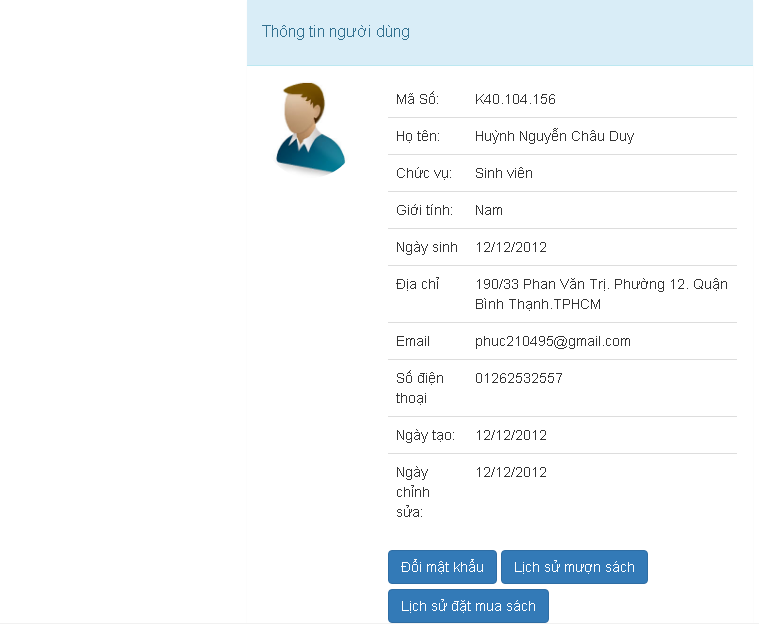 Thông tin người dùng
Mã Số: K40.104.156
Họ tên: Huỳnh Nguyễn Châu Duy
Chức vụ: Sinh viên
Giới tính: Nam
Ngày sinh 12/12/2012
Địa chỉ 190/33 Phan Văn Trị. Phường 12. Quận
Bình Thạnh.TPHCM
Email phuc210495@gmail.com
Số điện 01262532557
thoại
Ngày tạo: 12/12/2012
Ngày 12/12/2012
chỉnh
sửa:
Đổi mật khẩu Lịch sử mượn sách
Lịch sử đặt mua sách